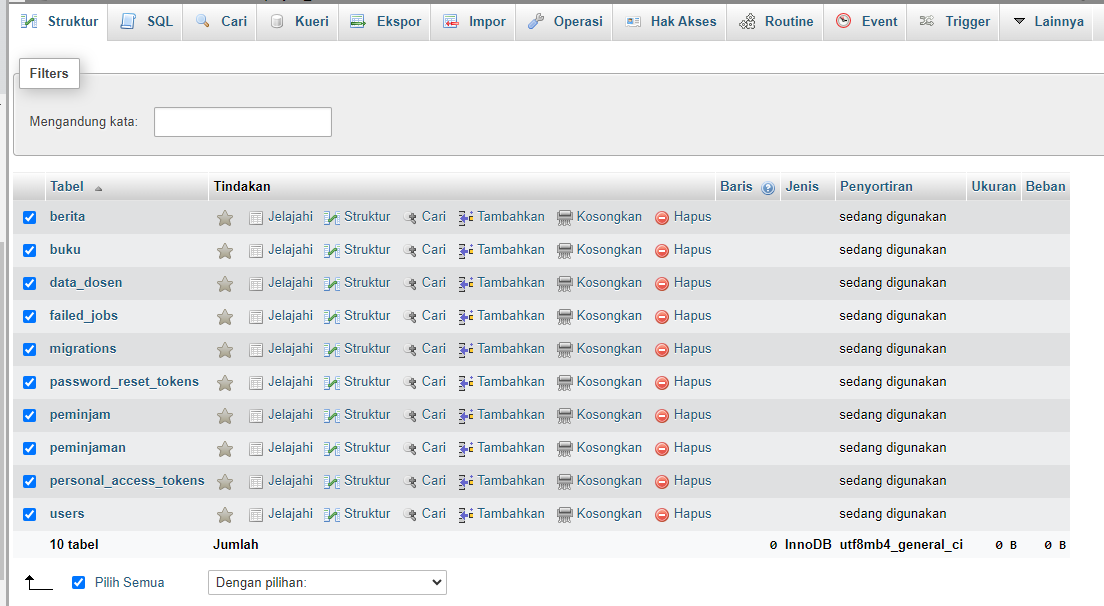 Struktur SQL Cari Kueri Ekspor Impor Operasi Hak Akses Routine Event Trigger Lainnya
Filters
Mengandung kata:
Tabel Tindakan Baris Jenis Penyortiran Ukuran Beban
berita Jelajahi Struktur Cari Tambahkan Kosongkan Hapus sedang digunakan
buku Jelajahi Struktur Cari Tambahkan Kosongkan Hapus sedang digunakan
data_dosen Jelajahi Struktur Cari Tambahkan Kosongkan Hapus sedang digunakan
failed_jobs Jelajahi Struktur Cari Tambahkan Kosongkan Hapus sedang digunakan
migrations Jelajahi Struktur Cari Tambahkan Kosongkan Hapus sedang digunakan
password_reset_tokens Jelajahi Struktur Cari Tambahkan Kosongkan Hapus sedang digunakan
peminjam Jelajahi Struktur Cari Tambahkan Kosongkan Hapus sedang digunakan
peminjaman Jelajahi Struktur Cari Tambahkan Kosongkan Hapus sedang digunakan
personal_access_tokens Jelajahi Struktur Cari Tambahkan Kosongkan Hapus sedang digunakan
users Jelajahi Struktur Cari Tambahkan Kosongkan Hapus sedang digunakan
10 tabel Jumlah 0 InnoDB utf8mb4_general_ci 0 B 0 B
Pilih Semua Dengan pilihan: